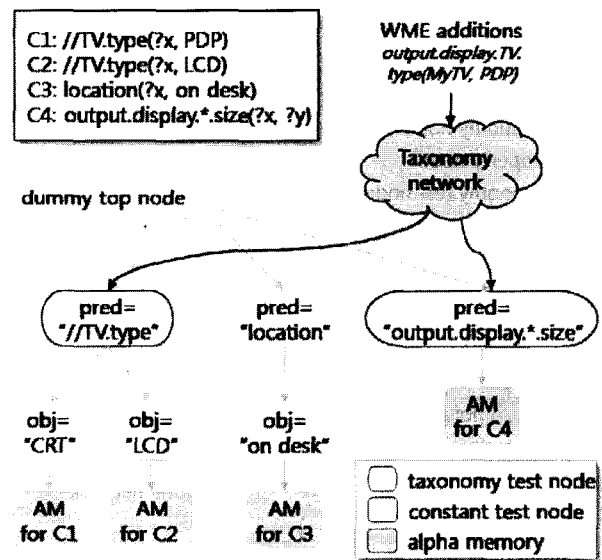 C1: //TV.type(?x, PDP)
C2: //TV.type(?x, LCD)
C3: location(?x, on desk)
C4: output.display.*.size(?x, ?y)
WME additions
output.display.TV.
type(MyTV, PDP)
Taxonomy
network
dummy top node
pred=
"//TV.type"
pred=
"location"
pred=
"output.display.*.size"
obj=
"CRT"
obj=
"LCD"
obj=
"on desk"
AM
for C4
AM
for C1
AM
for C2
AM
for C3
taxonomy test node
constant test node
alpha memory